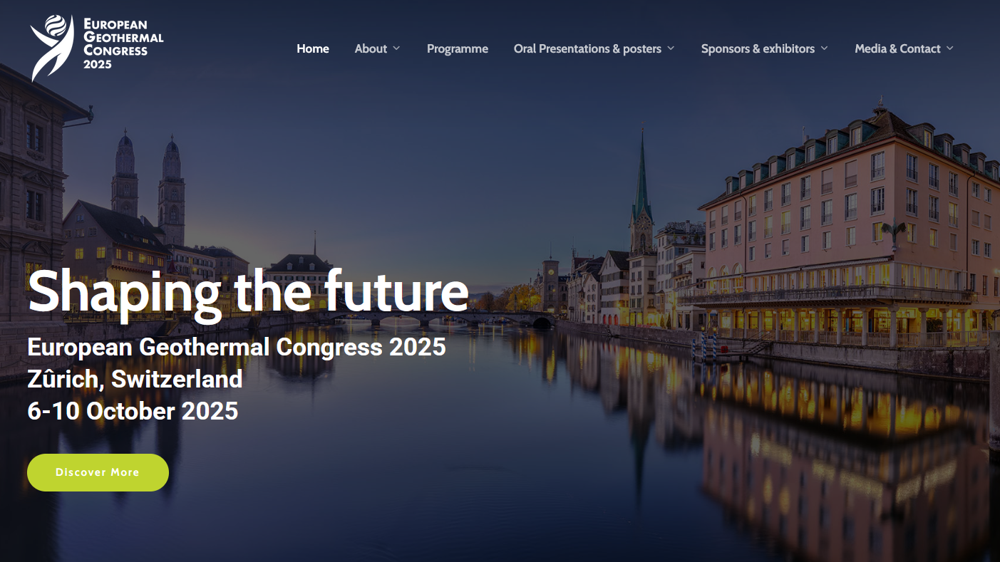 EUROPEAN
GEOTHERMAL
CONGRESS
2025
Home
About
Programme
Oral Presentations & posters
Sponsors & exhibitors
Media & Contact
Shaping the future
European Geothermal Congress 2025
Zûrich, Switzerland
6-10 October 2025
Discover More